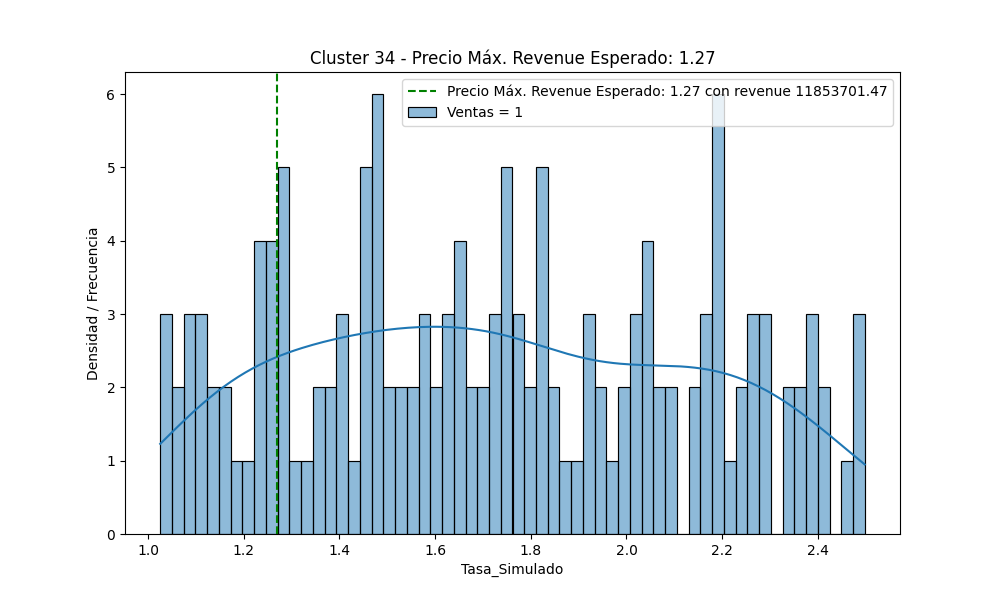 Cluster 34 - Precio Máx. Revenue Esperado: 1.27
Precio Máx. Revenue Esperado: 1.27 con revenue 11853701.47
Ventas = 1
Densidad / Frecuencia
6
5
4
3
2
1
0
1.0 1.2 1.4 1.6 1.8 2.0 2.2 2.4
Tasa_Simulado